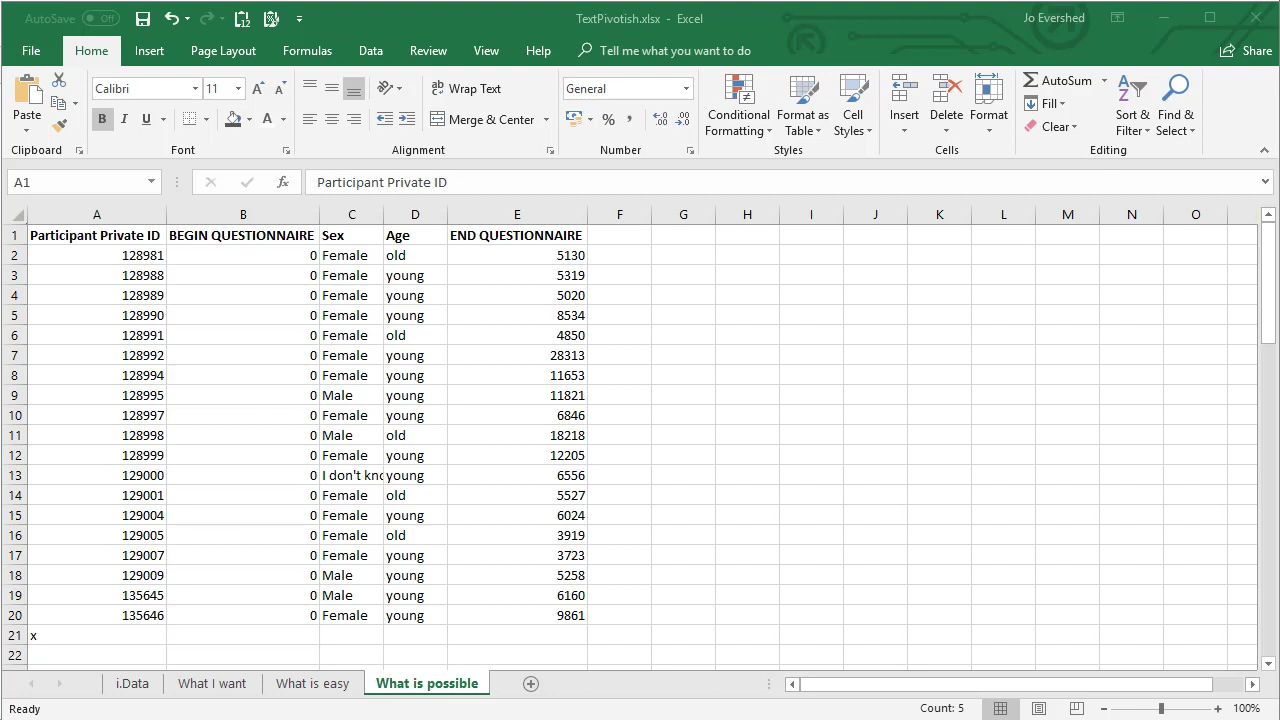 AutoSave Off TextPivotish.xlsx - Excel Jo Evershed
File Home Insert Page Layout Formulas Data Review View Help Tell me what you want to do Share
Paste Calibri 11 Wrap Text General Conditional Formatting Format as Table Cell Styles Insert Delete Format AutoSum Sort & Filter Find & Select
B I U A Merge & Center % Fill
Clear
Clipboard Font Alignment Number Styles Cells Editing
A1 fx Participant Private ID
A B C D E F G H I J K L M N O
1 Participant Private ID BEGIN QUESTIONNAIRE Sex Age END QUESTIONNAIRE
2 128981 0 Female old 5130
3 128988 0 Female young 5319
4 128989 0 Female young 5020
5 128990 0 Female young 8534
6 128991 0 Female old 4850
7 128992 0 Female young 28313
8 128994 0 Female young 11653
9 128995 0 Male young 11821
10 128997 0 Female young 6846
11 128998 0 Male old 18218
12 128999 0 Female young 12205
13 129000 0 I don't kno young 6556
14 129001 0 Female old 5527
15 129004 0 Female young 6024
16 129005 0 Female old 3919
17 129007 0 Female young 3723
18 129009 0 Male young 5258
19 135645 0 Male young 6160
20 135646 0 Female young 9861
21 x
22
i.Data What I want What is easy What is possible
Ready Count: 5 100%